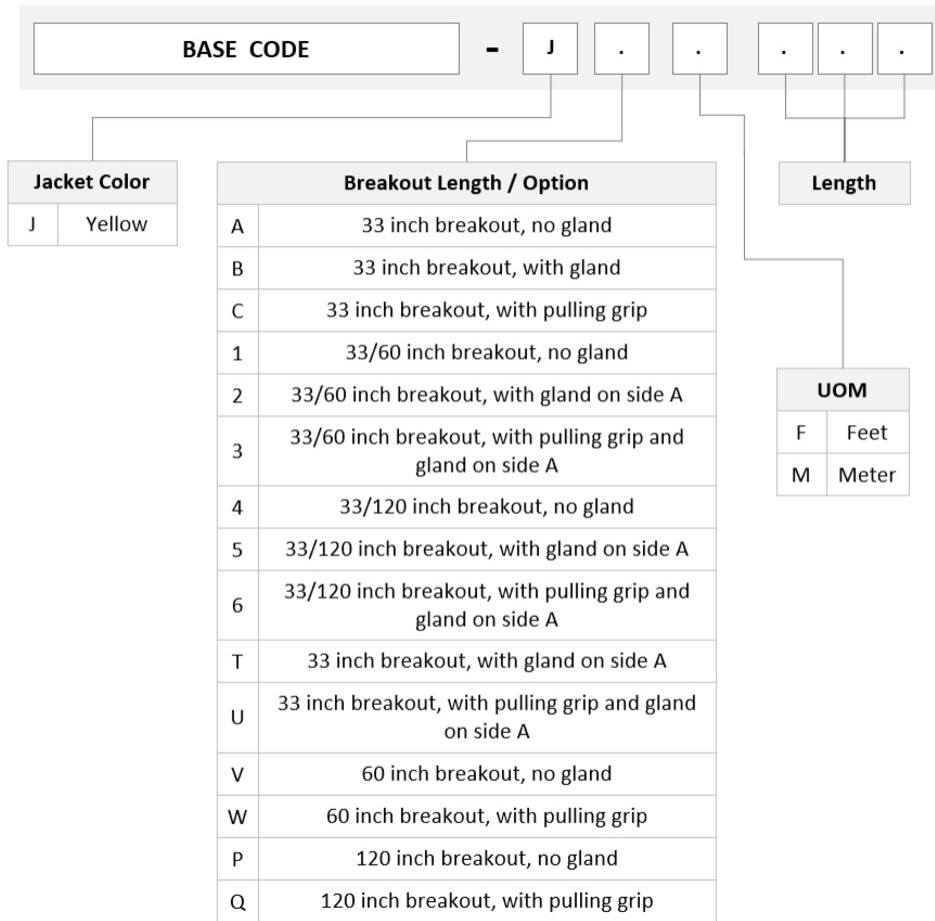 BASE CODE - J . . . . .
Jacket Color
J Yellow
Breakout Length / Option
A 33 inch breakout, no gland
B 33 inch breakout, with gland
C 33 inch breakout, with pulling grip
1 33/60 inch breakout, no gland
2 33/60 inch breakout, with gland on side A
3 33/60 inch breakout, with pulling grip and
gland on side A
4 33/120 inch breakout, no gland
5 33/120 inch breakout, with gland on side A
6 33/120 inch breakout, with pulling grip and
gland on side A
T 33 inch breakout, with gland on side A
U 33 inch breakout, with pulling grip and gland
on side A
V 60 inch breakout, no gland
W 60 inch breakout, with pulling grip
P 120 inch breakout, no gland
Q 120 inch breakout, with pulling grip
Length
UOM
F Feet
M Meter